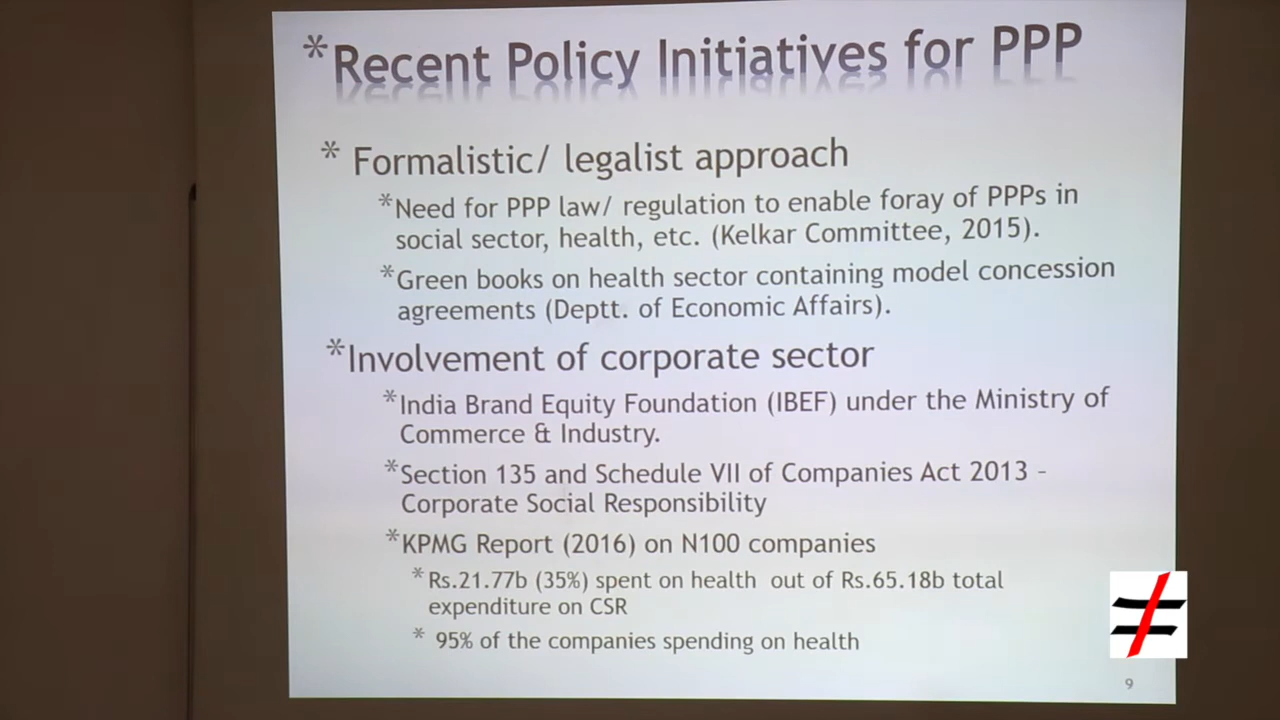 *Recent Policy Initiatives for PPP
* Formalistic/ legalist approach
*Need for PPP law/ regulation to enable foray of PPPs in
social sector, health, etc. (Kelkar Committee, 2015).
*Green books on health sector containing model concession
agreements (Deptt. of Economic Affairs).
*Involvement of corporate sector
*India Brand Equity Foundation (IBEF) under the Ministry of
Commerce & Industry.
*Section 135 and Schedule VII of Companies Act 2013 –
Corporate Social Responsibility
*KPMG Report (2016) on N100 companies
*Rs.21.77b (35%) spent on health out of Rs.65.18b total
expenditure on CSR
* 95% of the companies spending on health
9